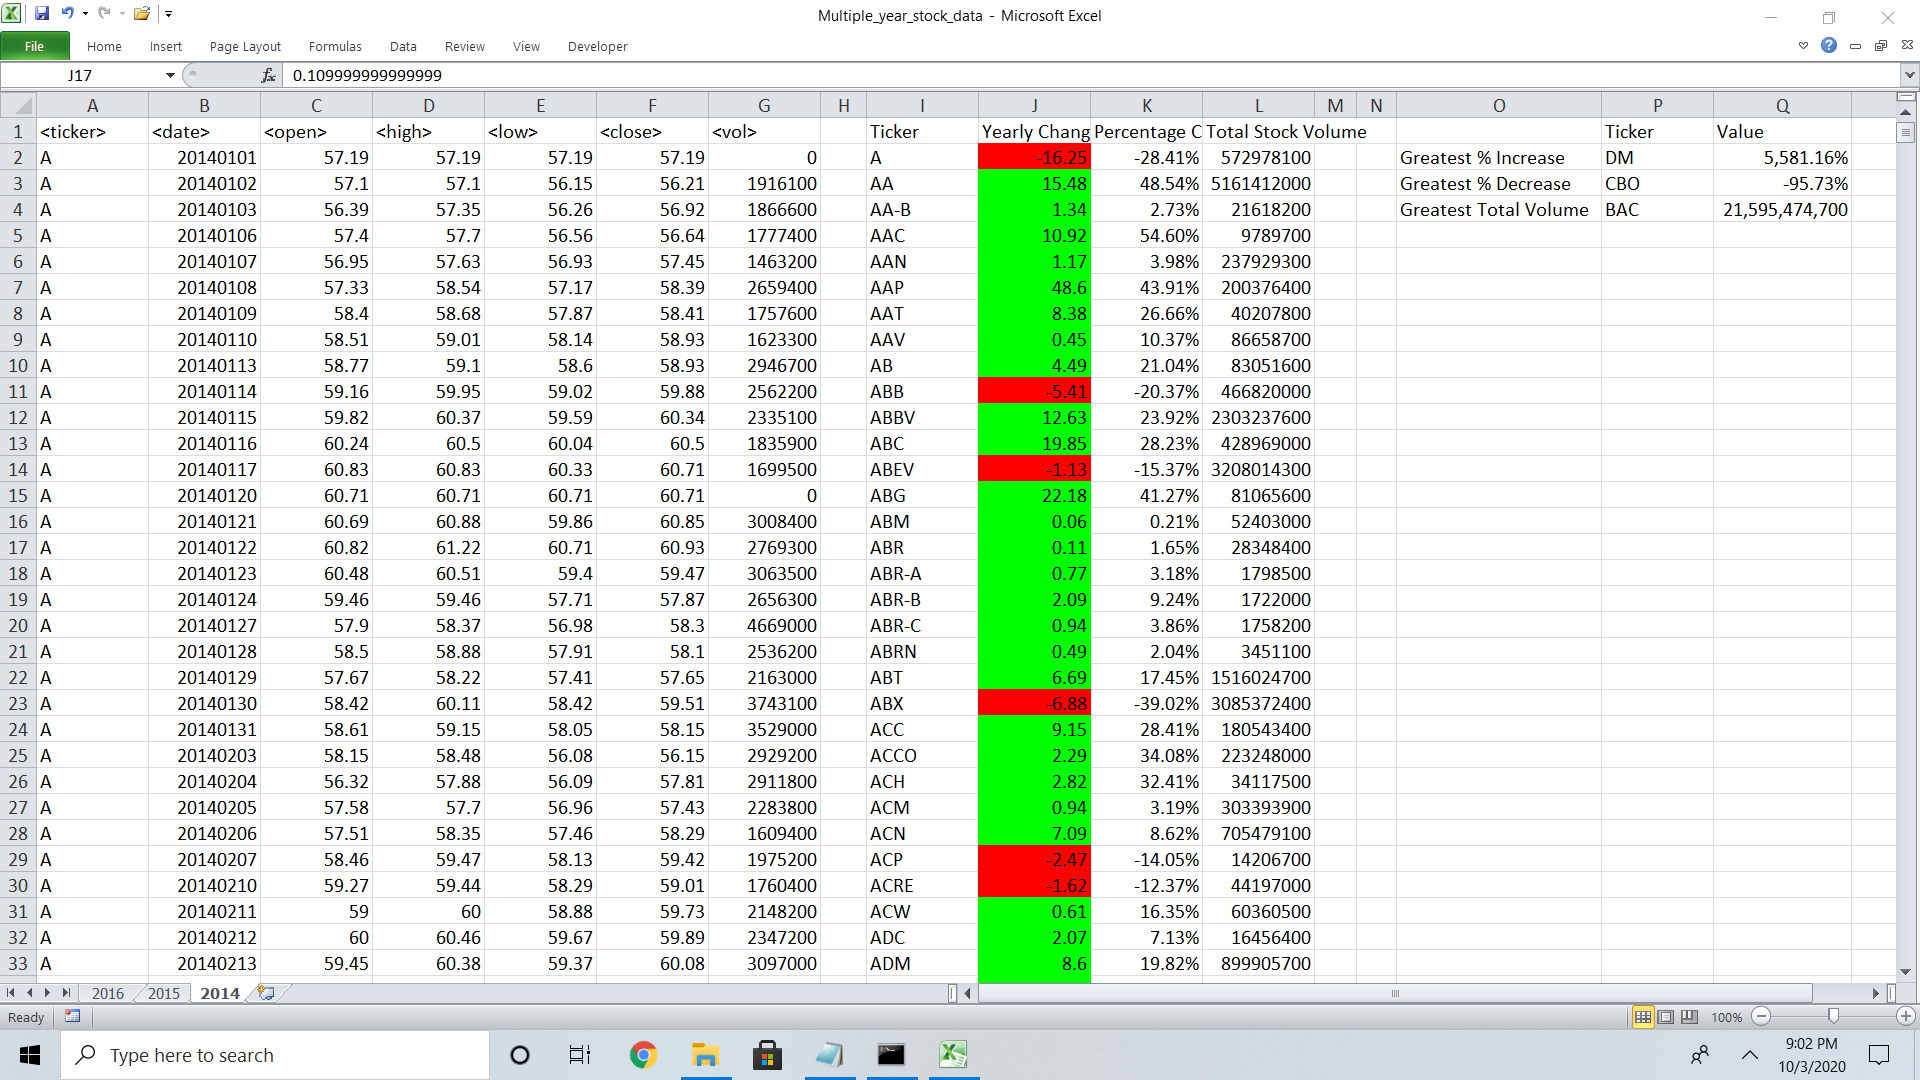 Multiple_year_stock_data - Microsoft Excel
File Home Insert Page Layout Formulas Data Review View Developer
J17 fx 0.109999999999999
A B C D E F G H I J K L M N O P Q
1 <ticker> <date> <open> <high> <low> <close> <vol> Ticker Yearly Chang Percentage C Total Stock Volume Ticker Value
2 A 20140101 57.19 57.19 57.19 57.19 0 A -16.25 -28.41% 572978100 Greatest % Increase DM 5,581.16%
3 A 20140102 57.1 57.1 56.15 56.21 1916100 AA 15.48 48.54% 5161412000 Greatest % Decrease CBO -95.73%
4 A 20140103 56.39 57.35 56.26 56.92 1866600 AA-B 1.34 2.73% 21618200 Greatest Total Volume BAC 21,595,474,700
5 A 20140106 57.4 57.7 56.56 56.64 1777400 AAC 10.92 54.60% 9789700
6 A 20140107 56.95 57.63 56.93 57.45 1463200 AAN 1.17 3.98% 237929300
7 A 20140108 57.33 58.54 57.17 58.39 2659400 AAP 48.6 43.91% 200376400
8 A 20140109 58.4 58.68 57.87 58.41 1757600 AAT 8.38 26.66% 40207800
9 A 20140110 58.51 59.01 58.14 58.93 1623300 AAV 0.45 10.37% 86658700
10 A 20140113 58.77 59.1 58.6 58.93 2946700 AB 4.49 21.04% 83051600
11 A 20140114 59.16 59.95 59.02 59.88 2562200 ABB -5.41 -20.37% 466820000
12 A 20140115 59.82 60.37 59.59 60.34 2335100 ABBV 12.63 23.92% 2303237600
13 A 20140116 60.24 60.5 60.04 60.5 1835900 ABC 19.85 28.23% 428969000
14 A 20140117 60.83 60.83 60.33 60.71 1699500 ABEV -1.13 -15.37% 3208014300
15 A 20140120 60.71 60.71 60.71 60.71 0 ABG 22.18 41.27% 81065600
16 A 20140121 60.69 60.88 59.86 60.85 3008400 ABM 0.06 0.21% 52403000
17 A 20140122 60.82 61.22 60.71 60.93 2769300 ABR 0.11 1.65% 28348400
18 A 20140123 60.48 60.51 59.4 59.47 3063500 ABR-A 0.77 3.18% 1798500
19 A 20140124 59.46 59.46 57.71 57.87 2656300 ABR-B 2.09 9.24% 1722000
20 A 20140127 57.9 58.37 56.98 58.3 4669000 ABR-C 0.94 3.86% 1758200
21 A 20140128 58.5 58.88 57.91 58.1 2536200 ABRN 0.49 2.04% 3451100
22 A 20140129 57.67 58.22 57.41 57.65 2163000 ABT 6.69 17.45% 1516024700
23 A 20140130 58.42 60.11 58.42 59.51 3743100 ABX -6.88 -39.02% 3085372400
24 A 20140131 58.61 59.15 58.05 58.15 3529000 ACC 9.15 28.41% 180543400
25 A 20140203 58.15 58.48 56.08 56.15 2929200 ACCO 2.29 34.08% 223248000
26 A 20140204 56.32 57.88 56.09 57.81 2911800 ACH 2.82 32.41% 34117500
27 A 20140205 57.58 57.7 56.96 57.43 2283800 ACM 0.94 3.19% 303393900
28 A 20140206 57.51 58.35 57.46 58.29 1609400 ACN 7.09 8.62% 705479100
29 A 20140207 58.46 59.47 58.13 59.42 1975200 ACP -2.47 -14.05% 14206700
30 A 20140210 59.27 59.44 58.29 59.01 1760400 ACRE -1.62 -12.37% 44197000
31 A 20140211 59 60 58.88 59.73 2148200 ACW 0.61 16.35% 60360500
32 A 20140212 60 60.46 59.67 59.89 2347200 ADC 2.07 7.13% 16456400
33 A 20140213 59.45 60.38 59.37 60.08 3097000 ADM 8.6 19.82% 899905700
2016 2015 2014
Ready 100%
Type here to search
9:02 PM
10/3/2020